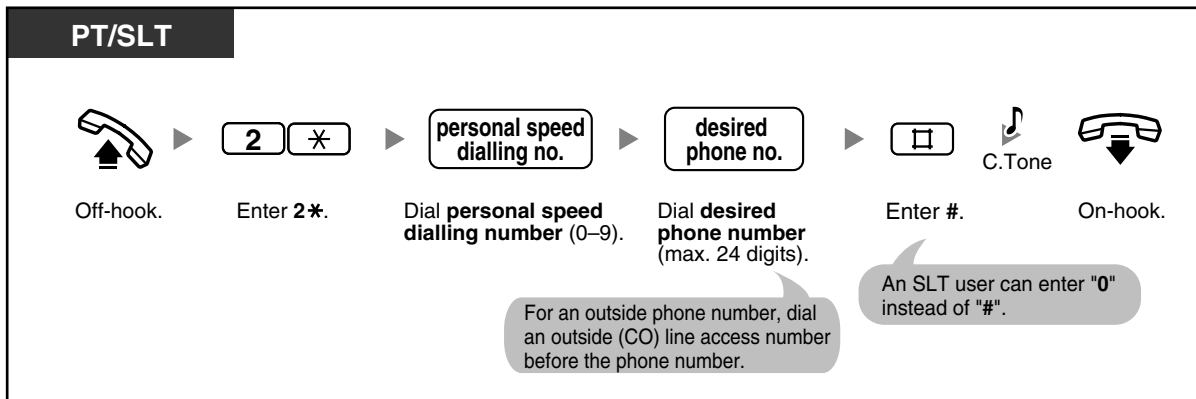 PT/SLT
2 ✳
personal speed
dialling no.
desired
phone no.
C.Tone
Off-hook.
Enter 2✳.
Dial personal speed
dialling number (0–9).
Dial desired
phone number
(max. 24 digits).
Enter #.
On-hook.
For an outside phone number, dial
an outside (CO) line access number
before the phone number.
An SLT user can enter "0"
instead of "#".